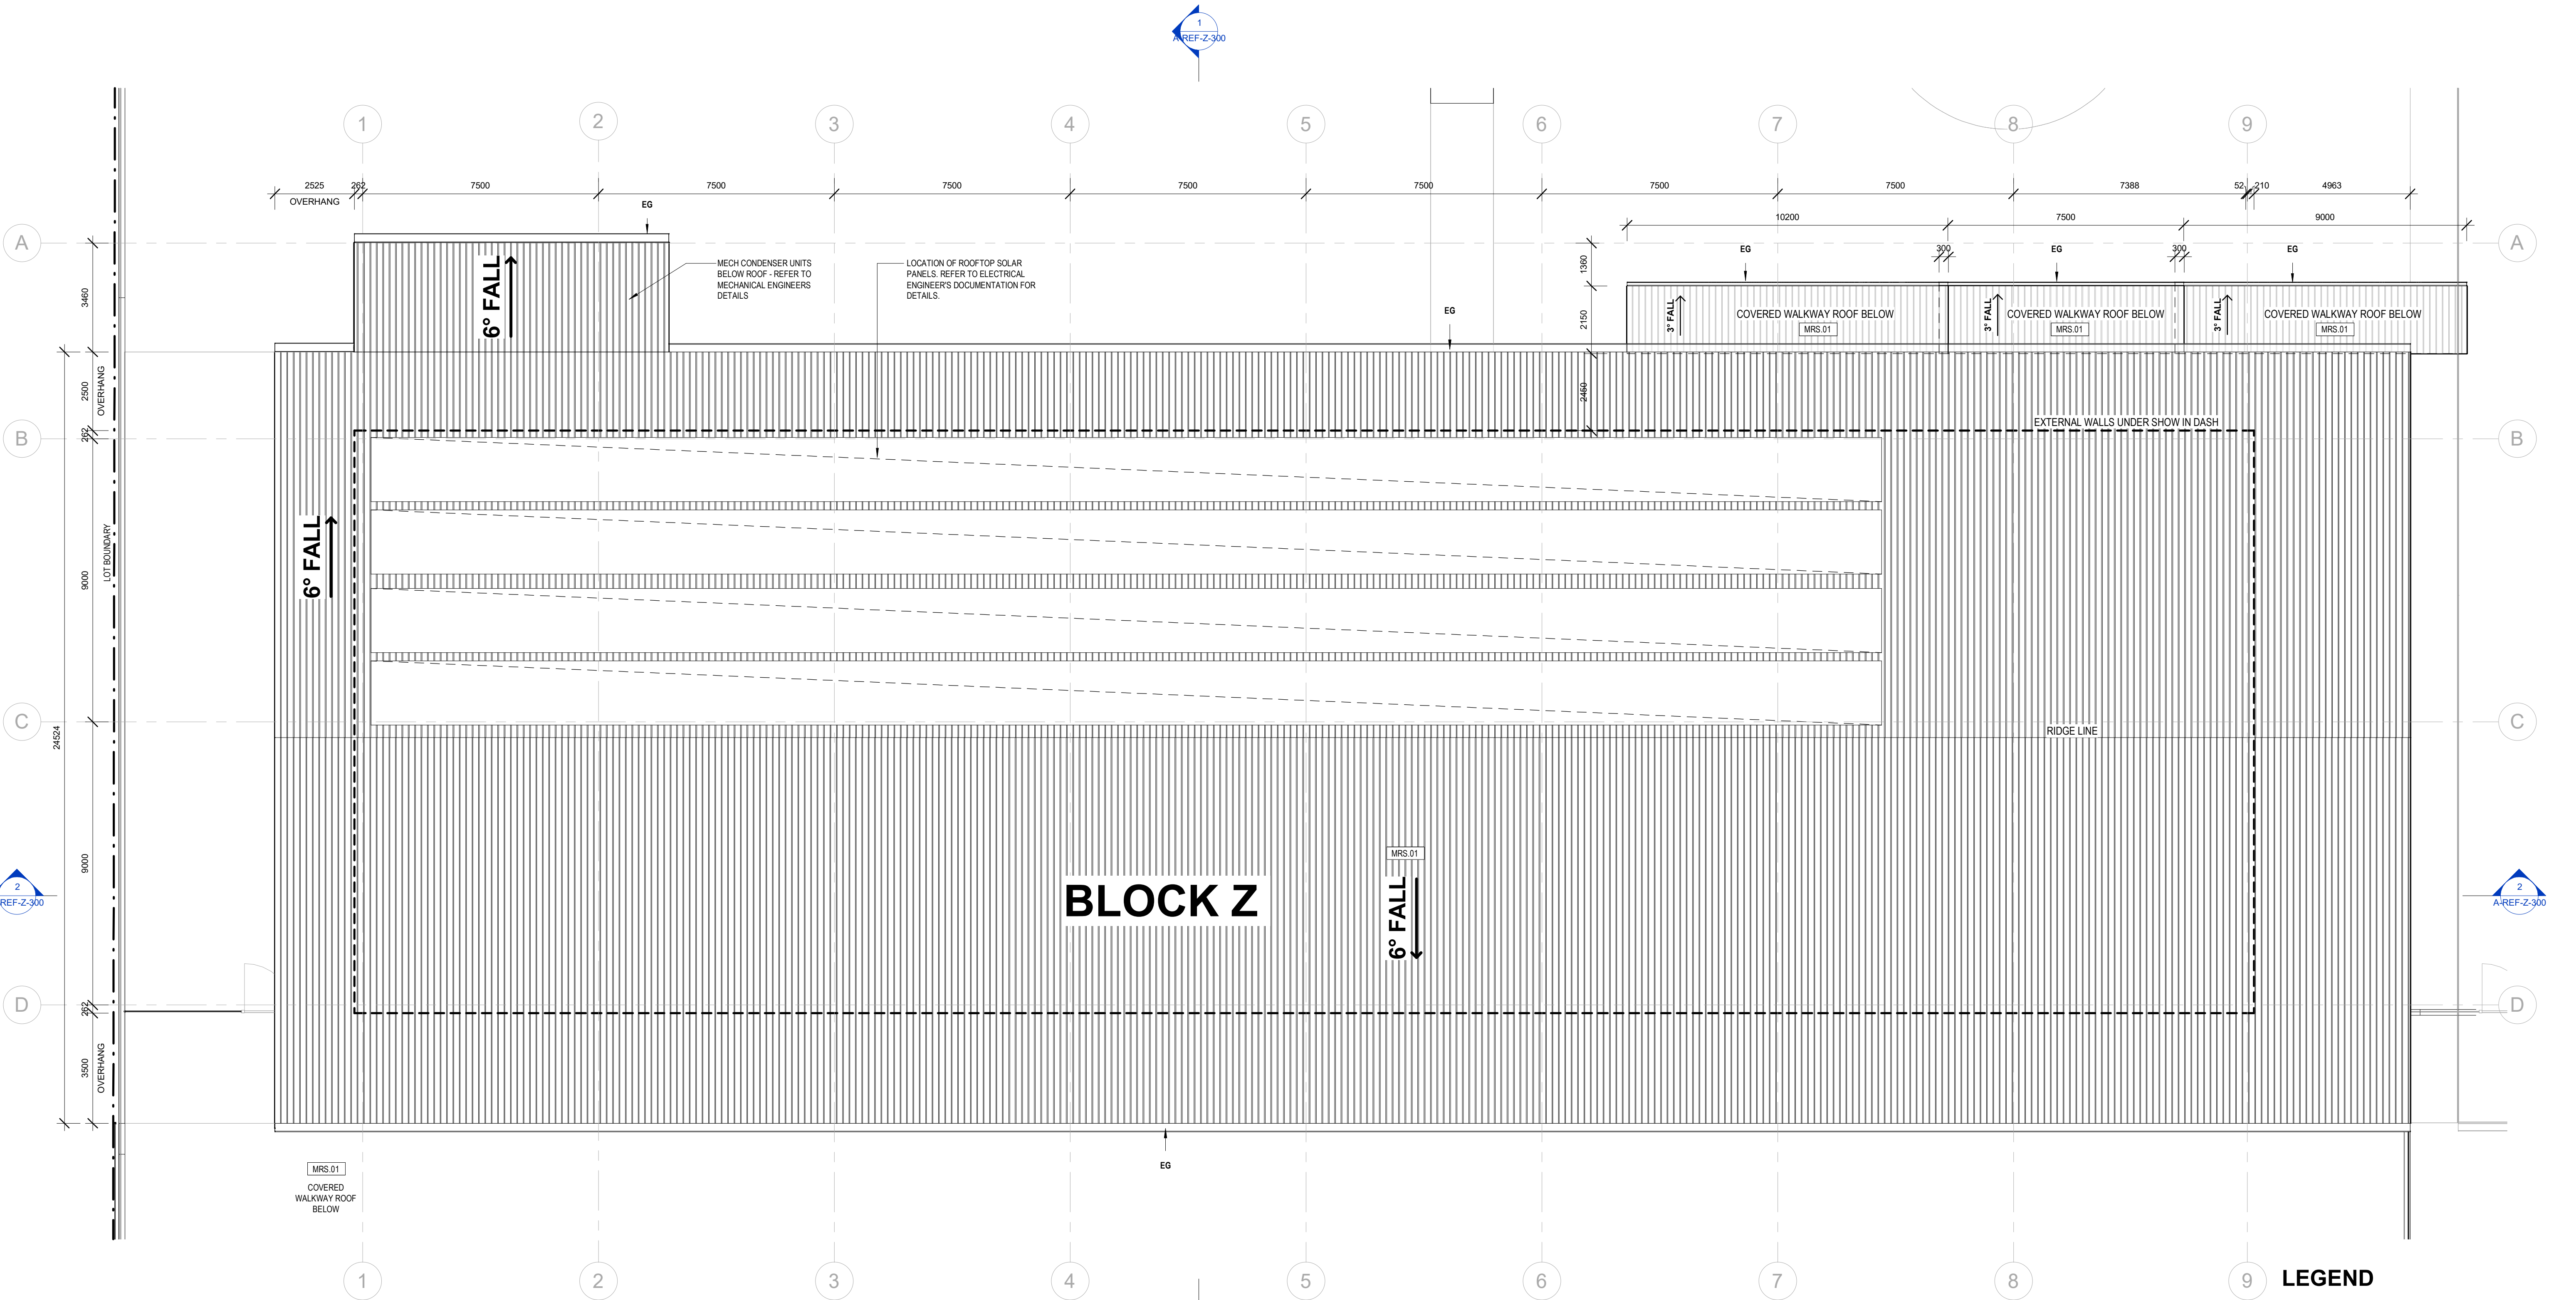 1
A-REF-Z-300
1 2 3 4 5 6 7 8 9
2525 262 7500 7500 7500 7500 7500 7500 7500 7388 52 210 4963
OVERHANG
EG
10200 7500 9000
A
A
EG
300
EG
300
EG
6° FALL
MECH CONDENSER UNITS
BELOW ROOF - REFER TO
MECHANICAL ENGINEERS
DETAILS
LOCATION OF ROOFTOP SOLAR
PANELS. REFER TO ELECTRICAL
ENGINEER'S DOCUMENTATION FOR
DETAILS.
1360
3460
EG
2150
3° FALL
COVERED WALKWAY ROOF BELOW
MRS.01
3° FALL
COVERED WALKWAY ROOF BELOW
MRS.01
3° FALL
COVERED WALKWAY ROOF BELOW
MRS.01
2500
OVERHANG
2450
EXTERNAL WALLS UNDER SHOW IN DASH
262
B
B
6° FALL
LOT BOUNDARY
9000
C
C
24524
RIDGE LINE
9000
MRS.01
BLOCK Z
6° FALL
2
REF-Z-300
2
A-REF-Z-300
D
D
262
3500
OVERHANG
EG
MRS.01
COVERED
WALKWAY ROOF
BELOW
1 2 3 4 5 6 7 8 9
LEGEND